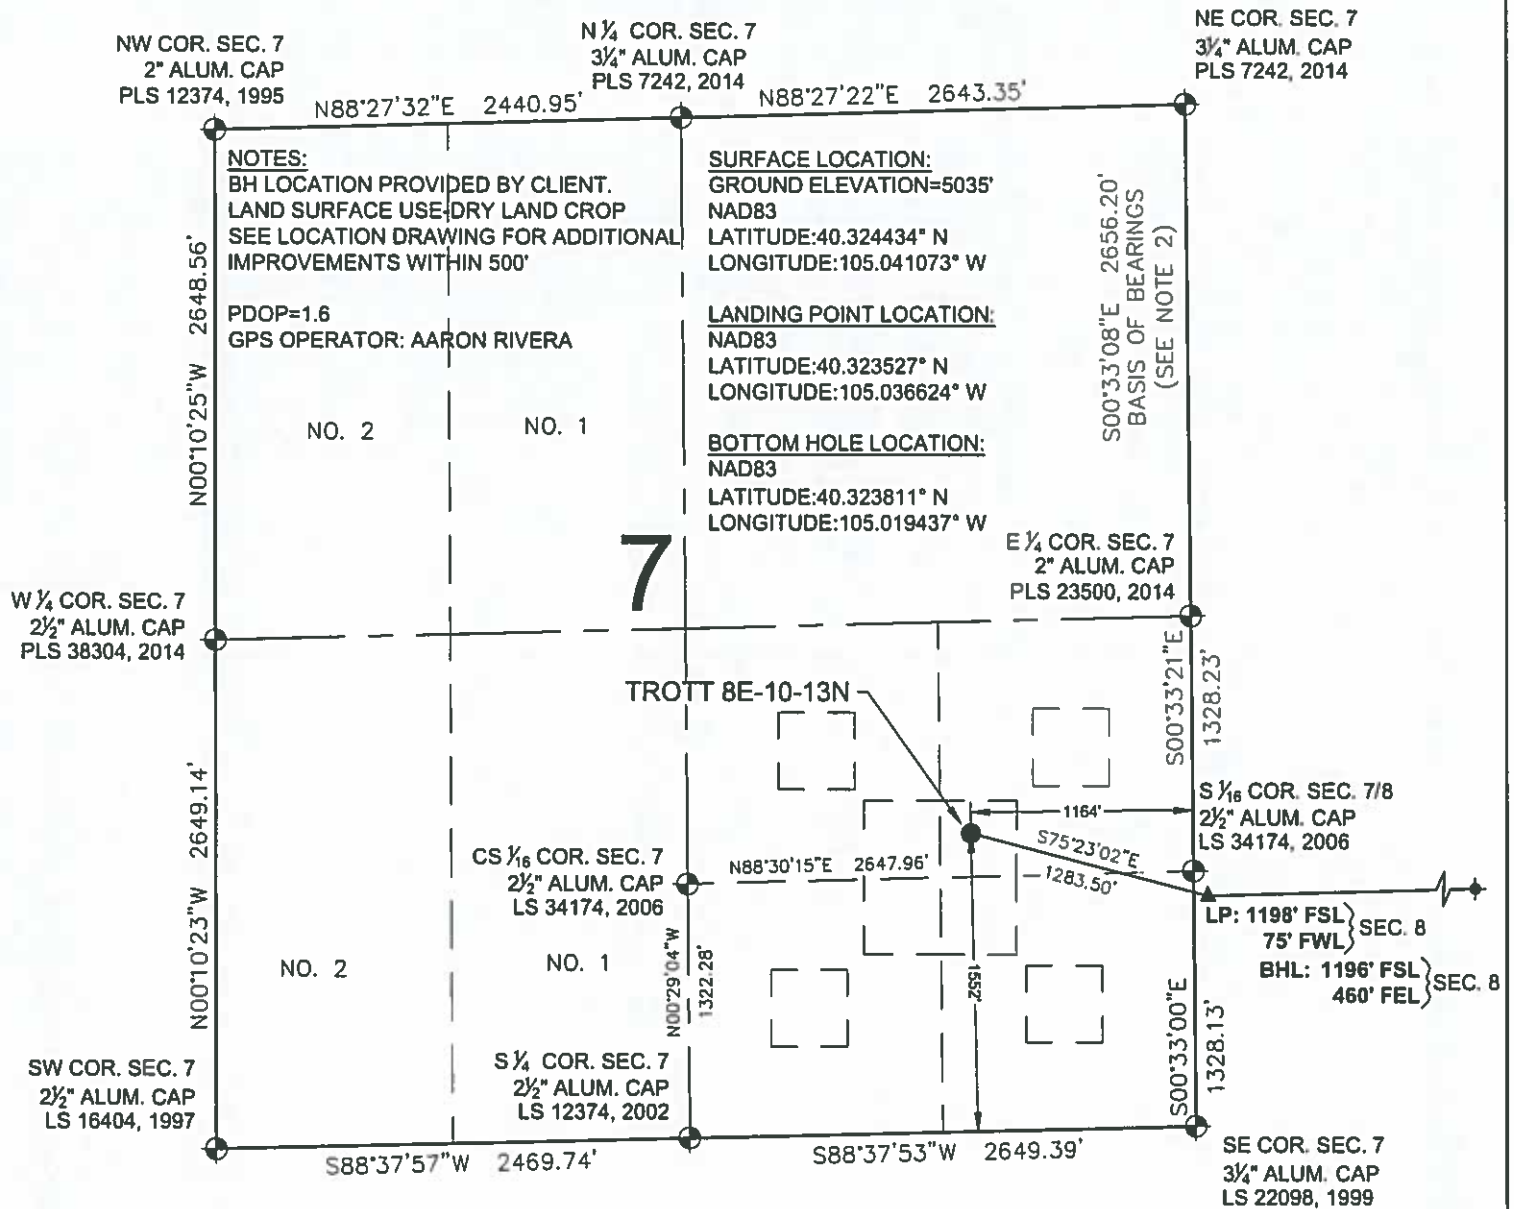 NW COR. SEC. 7
2" ALUM. CAP
PLS 12374, 1995
N ¼ COR. SEC. 7
3¼" ALUM. CAP
PLS 7242, 2014
NE COR. SEC. 7
3¼" ALUM. CAP
PLS 7242, 2014
N88°27'32"E 2440.95'
N88°27'22"E 2643.35'
NOTES:
BH LOCATION PROVIDED BY CLIENT.
LAND SURFACE USE-DRY LAND CROP
SEE LOCATION DRAWING FOR ADDITIONAL
IMPROVEMENTS WITHIN 500'
PDOP=1.6
GPS OPERATOR: AARON RIVERA
SURFACE LOCATION:
GROUND ELEVATION=5035'
NAD83
LATITUDE:40.324434° N
LONGITUDE:105.041073° W
LANDING POINT LOCATION:
NAD83
LATITUDE:40.323527° N
LONGITUDE:105.036624° W
BOTTOM HOLE LOCATION:
NAD83
LATITUDE:40.323811° N
LONGITUDE:105.019437° W
N00°10'25"W 2648.56'
S00°33'08"E 2656.20'
BASIS OF BEARINGS
(SEE NOTE 2)
NO. 2
NO. 1
7
E ¼ COR. SEC. 7
2" ALUM. CAP
PLS 23500, 2014
W ¼ COR. SEC. 7
2½" ALUM. CAP
PLS 38304, 2014
TROTT 8E-10-13N
S00°33'21"E
1328.23'
N00°10'23"W 2649.14'
1164'
S ⅟16 COR. SEC. 7/8
2½" ALUM. CAP
LS 34174, 2006
S75°23'02"E
1283.50'
CS ⅟16 COR. SEC. 7
2½" ALUM. CAP
LS 34174, 2006
N88°30'15"E 2647.96'
LP: 1198' FSL
75' FWL
SEC. 8
BHL: 1196' FSL
460' FEL
SEC. 8
NO. 2
NO. 1
N00°29'04"W
1322.28'
1552'
S00°33'00"E
1328.13'
SW COR. SEC. 7
2½" ALUM. CAP
LS 16404, 1997
S ¼ COR. SEC. 7
2½" ALUM. CAP
LS 12374, 2002
S88°37'57"W 2469.74'
S88°37'53"W 2649.39'
SE COR. SEC. 7
3¼" ALUM. CAP
LS 22098, 1999